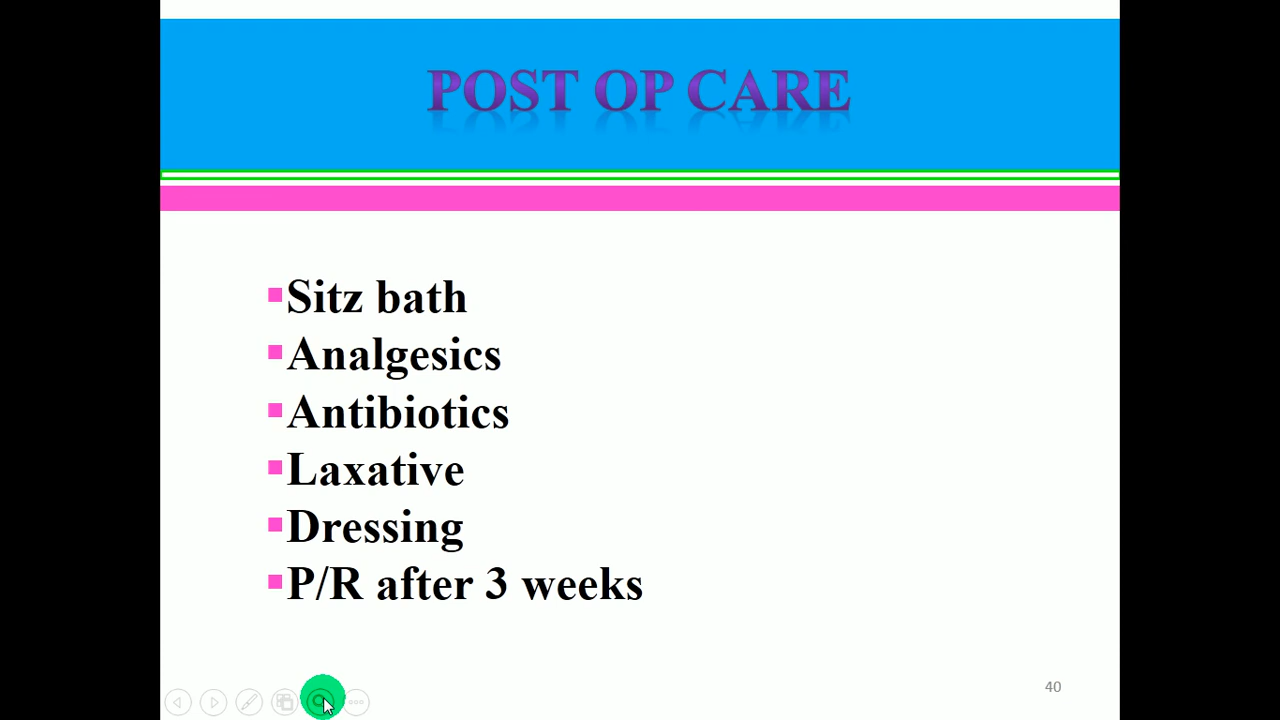 POST OP CARE
Sitz bath
Analgesics
Antibiotics
Laxative
Dressing
P/R after 3 weeks
40